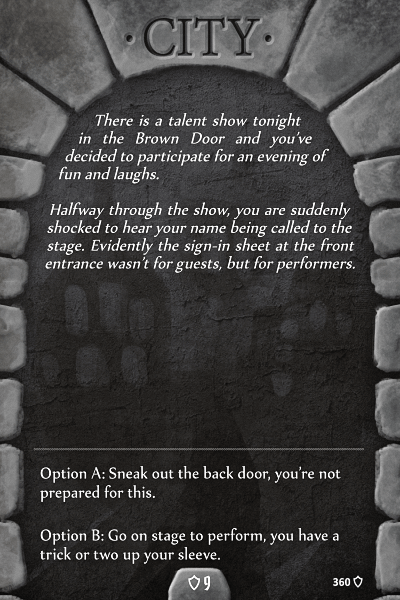 · CITY ·
There is a talent show tonight
in the Brown Door and you've
decided to participate for an evening of
fun and laughs.
Halfway through the show, you are suddenly
shocked to hear your name being called to the
stage. Evidently the sign-in sheet at the front
entrance wasn't for guests, but for performers.
Option A: Sneak out the back door, you're not
prepared for this.
Option B: Go on stage to perform, you have a
trick or two up your sleeve.
9
360